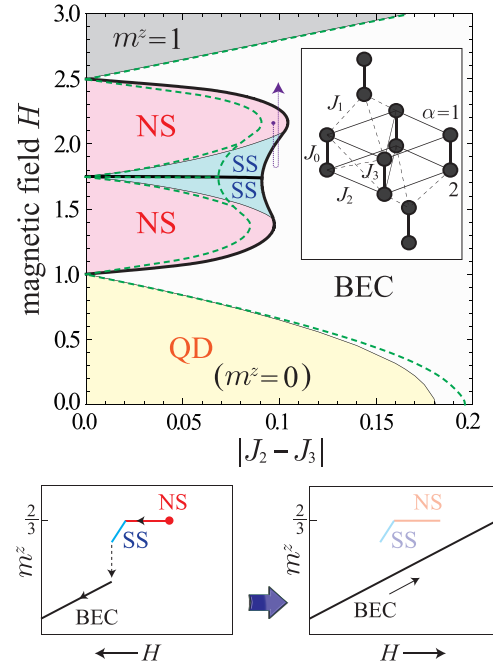 m^z=1
3.0
2.5
2.0
1.5
1.0
0.5
0.0
magnetic field H
NS
SS
SS
NS
BEC
QD
(m^z=0)
J_1
α=1
J_0
J_3
J_2
2
0.0
0.05
0.1
0.15
0.2
|J_2−J_3|
2/3
m^z
NS
SS
BEC
H
2/3
m^z
NS
SS
BEC
H